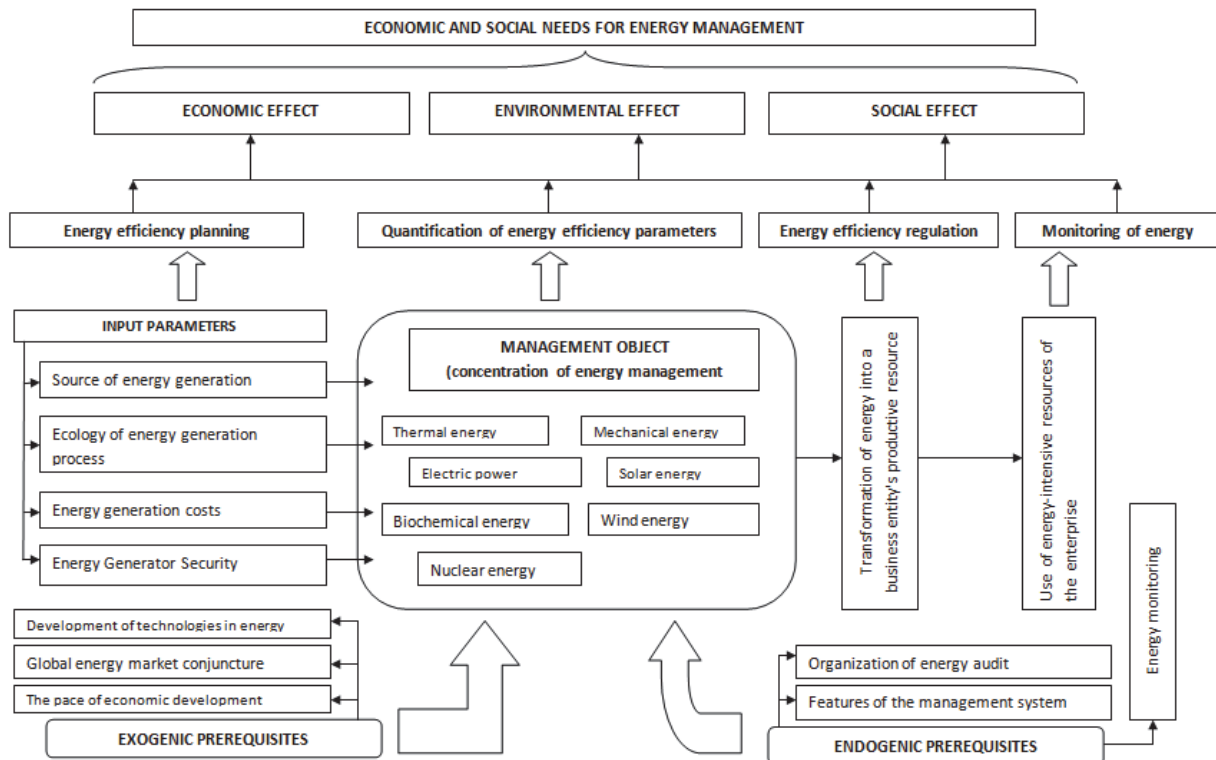 ECONOMIC AND SOCIAL NEEDS FOR ENERGY MANAGEMENT
ECONOMIC EFFECT
ENVIRONMENTAL EFFECT
SOCIAL EFFECT
Energy efficiency planning
Quantification of energy efficiency parameters
Energy efficiency regulation
Monitoring of energy
INPUT PARAMETERS
Source of energy generation
Ecology of energy generation
process
Energy generation costs
Energy Generator Security
MANAGEMENT OBJECT
(concentration of energy management
Thermal energy
Mechanical energy
Electric power
Solar energy
Biochemical energy
Wind energy
Nuclear energy
Transformation of energy into a
business entity's productive resource
Use of energy-intensive resources of
the enterprise
Energy monitoring
Development of technologies in energy
Global energy market conjuncture
The pace of economic development
EXOGENIC PREREQUISITES
Organization of energy audit
Features of the management system
ENDOGENIC PREREQUISITES